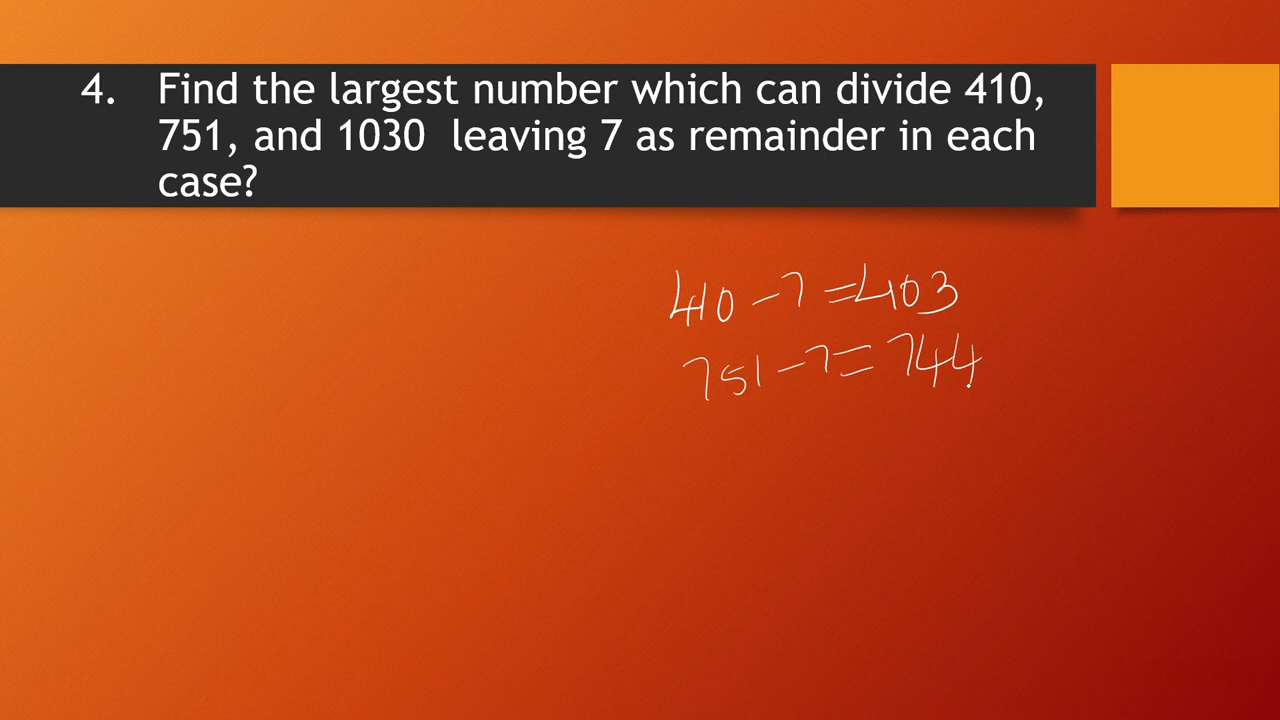 4. Find the largest number which can divide 410,
751, and 1030 leaving 7 as remainder in each
case?
410 - 7 = 403
751 - 7 = 744